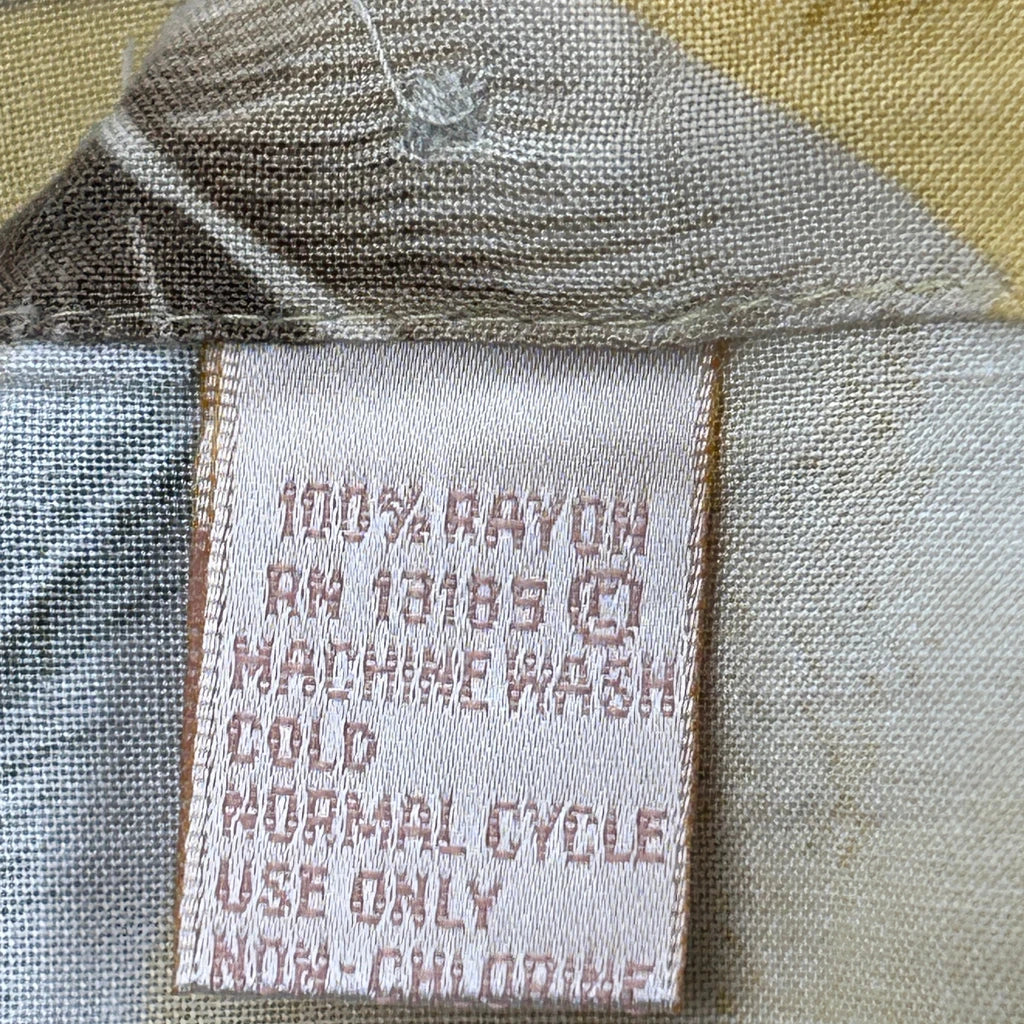 100% RAYON
RN 13185 Ⓔ
MACHINE WASH
COLD
NORMAL CYCLE
USE ONLY
NON-CHLORINE